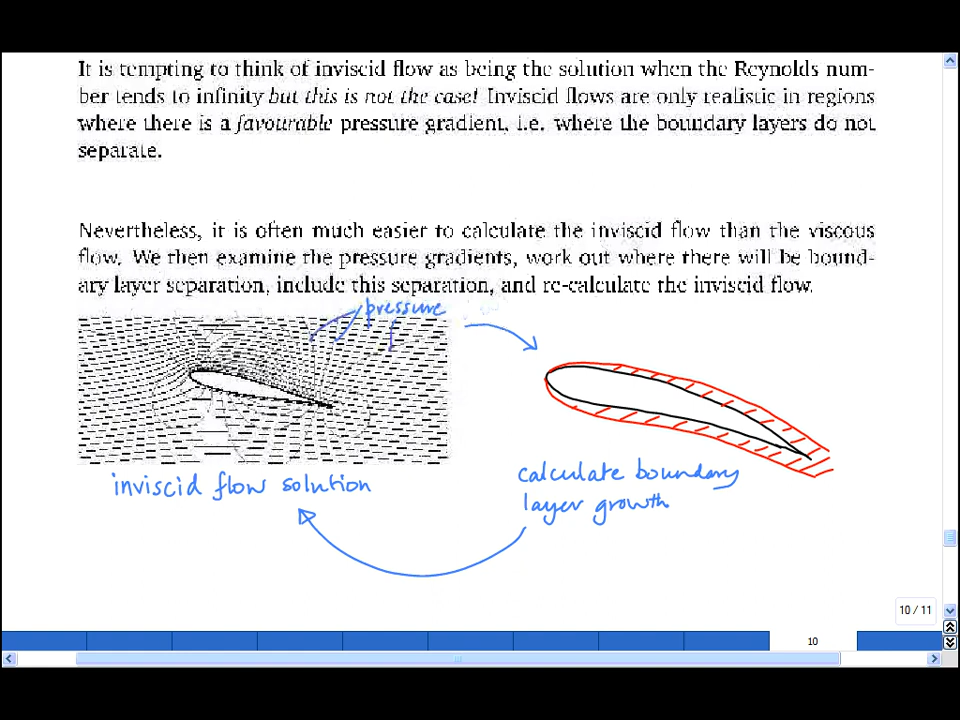 It is tempting to think of inviscid flow as being the solution when the Reynolds num-
ber tends to infinity but this is not the case! Inviscid flows are only realistic in regions
where there is a favourable pressure gradient, i.e. where the boundary layers do not
separate.
Nevertheless, it is often much easier to calculate the inviscid flow than the viscous
flow. We then examine the pressure gradients, work out where there will be bound-
ary layer separation, include this separation, and re-calculate the inviscid flow.
pressure
inviscid flow solution
calculate boundary
layer growth
10 / 11
10